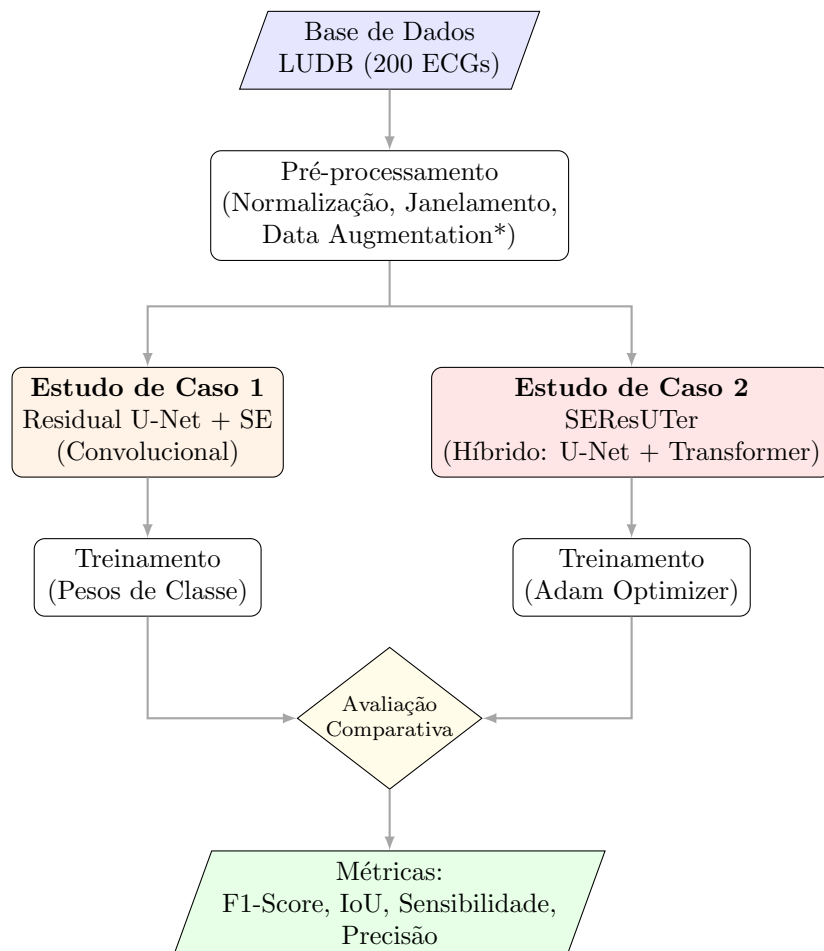 Base de Dados
LUDB (200 ECGs)
Pré-processamento
(Normalização, Janelamento,
Data Augmentation*)
Estudo de Caso 1
Residual U-Net + SE
(Convolucional)
Estudo de Caso 2
SEResUTer
(Híbrido: U-Net + Transformer)
Treinamento
(Pesos de Classe)
Treinamento
(Adam Optimizer)
Avaliação
Comparativa
Métricas:
F1-Score, IoU, Sensibilidade,
Precisão